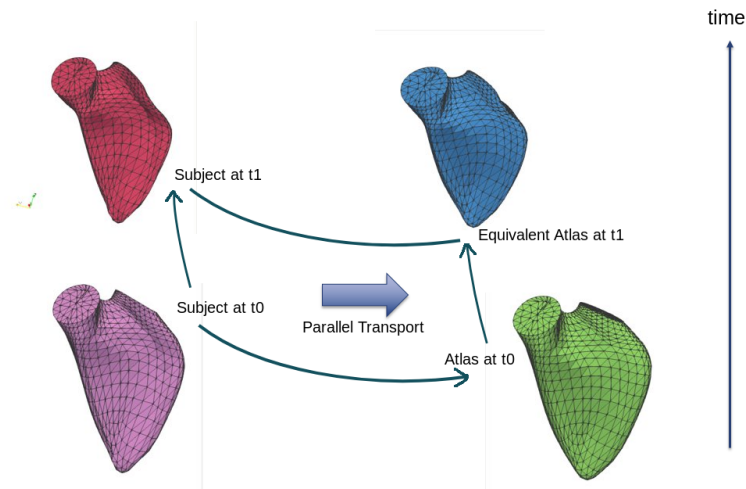 time
Subject at t1
Equivalent Atlas at t1
Subject at t0
Parallel Transport
Atlas at t0